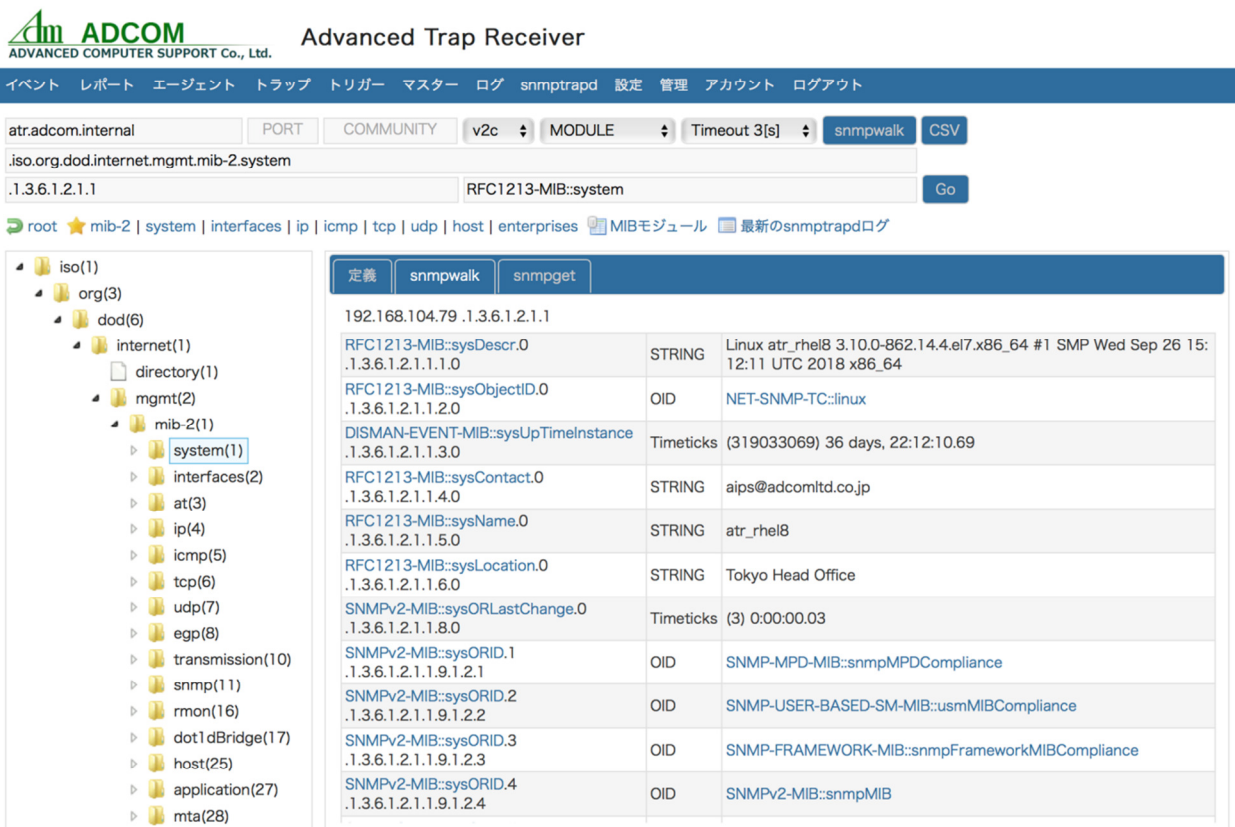 dm ADCOM
ADVANCED COMPUTER SUPPORT Co., Ltd.
Advanced Trap Receiver
イベント レポート エージェント トラップ トリガー マスター ログ snmptrapd 設定 管理 アカウント ログアウト
atr.adcom.internal PORT COMMUNITY v2c MODULE Timeout 3[s] snmpwalk CSV
.iso.org.dod.internet.mgmt.mib-2.system
.1.3.6.1.2.1.1 RFC1213-MIB::system Go
root mib-2 | system | interfaces | ip | icmp | tcp | udp | host | enterprises MIBモジュール 最新のsnmptrapdログ
iso(1)
org(3)
dod(6)
internet(1)
directory(1)
mgmt(2)
mib-2(1)
system(1)
interfaces(2)
at(3)
ip(4)
icmp(5)
tcp(6)
udp(7)
egp(8)
transmission(10)
snmp(11)
rmon(16)
dot1dBridge(17)
host(25)
application(27)
mta(28)
定義 snmpwalk snmpget
192.168.104.79 .1.3.6.1.2.1.1
RFC1213-MIB::sysDescr.0
.1.3.6.1.2.1.1.1.0
STRING
Linux atr_rhel8 3.10.0-862.14.4.el7.x86_64 #1 SMP Wed Sep 26 15:
12:11 UTC 2018 x86_64
RFC1213-MIB::sysObjectID.0
.1.3.6.1.2.1.1.2.0
OID
NET-SNMP-TC::linux
DISMAN-EVENT-MIB::sysUpTimeInstance
.1.3.6.1.2.1.1.3.0
Timeticks
(319033069) 36 days, 22:12:10.69
RFC1213-MIB::sysContact.0
.1.3.6.1.2.1.1.4.0
STRING
aips@adcomltd.co.jp
RFC1213-MIB::sysName.0
.1.3.6.1.2.1.1.5.0
STRING
atr_rhel8
RFC1213-MIB::sysLocation.0
.1.3.6.1.2.1.1.6.0
STRING
Tokyo Head Office
SNMPv2-MIB::sysORLastChange.0
.1.3.6.1.2.1.1.8.0
Timeticks
(3) 0:00:00.03
SNMPv2-MIB::sysORID.1
.1.3.6.1.2.1.1.9.1.2.1
OID
SNMP-MPD-MIB::snmpMPDCompliance
SNMPv2-MIB::sysORID.2
.1.3.6.1.2.1.1.9.1.2.2
OID
SNMP-USER-BASED-SM-MIB::usmMIBCompliance
SNMPv2-MIB::sysORID.3
.1.3.6.1.2.1.1.9.1.2.3
OID
SNMP-FRAMEWORK-MIB::snmpFrameworkMIBCompliance
SNMPv2-MIB::sysORID.4
.1.3.6.1.2.1.1.9.1.2.4
OID
SNMPv2-MIB::snmpMIB